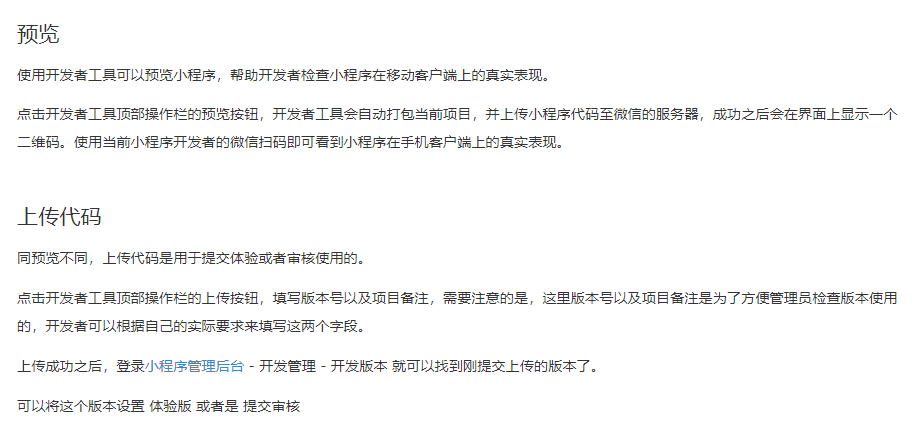 预览
使用开发者工具可以预览小程序，帮助开发者检查小程序在移动客户端上的真实表现。
点击开发者工具顶部操作栏的预览按钮，开发者工具会自动打包当前项目，并上传小程序代码至微信的服务器，成功之后会在界面上显示一个
二维码。使用当前小程序开发者的微信扫码即可看到小程序在手机客户端上的真实表现。
上传代码
同预览不同，上传代码是用于提交体验或者审核使用的。
点击开发者工具顶部操作栏的上传按钮，填写版本号以及项目备注，需要注意的是，这里版本号以及项目备注是为了方便管理员检查版本使用
的，开发者可以根据自己的实际要求来填写这两个字段。
上传成功之后，登录小程序管理后台 - 开发管理 - 开发版本 就可以找到刚提交上传的版本了。
可以将这个版本设置 体验版 或者是 提交审核